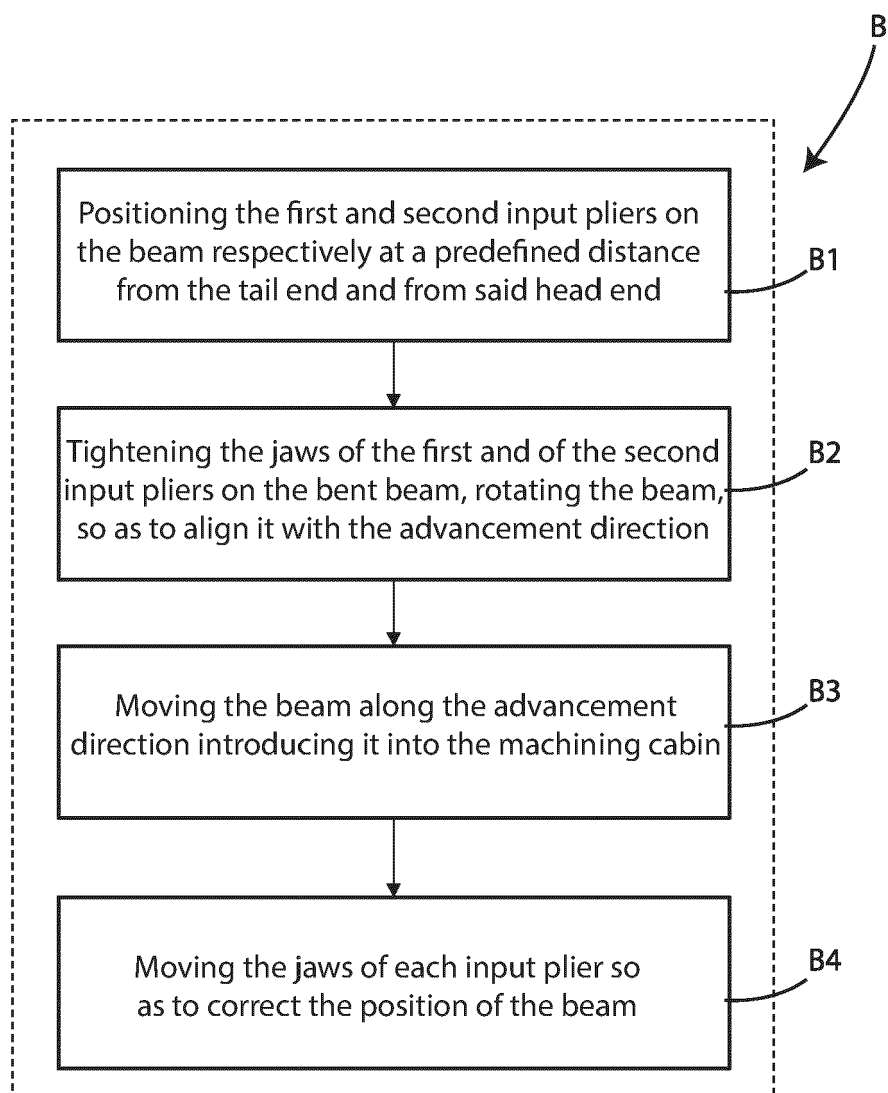 B
Positioning the first and second input pliers on
the beam respectively at a predefined distance
from the tail end and from said head end
B1
Tightening the jaws of the first and of the second
input pliers on the bent beam, rotating the beam,
so as to align it with the advancement direction
B2
Moving the beam along the advancement
direction introducing it into the machining cabin
B3
Moving the jaws of each input plier so
as to correct the position of the beam
B4